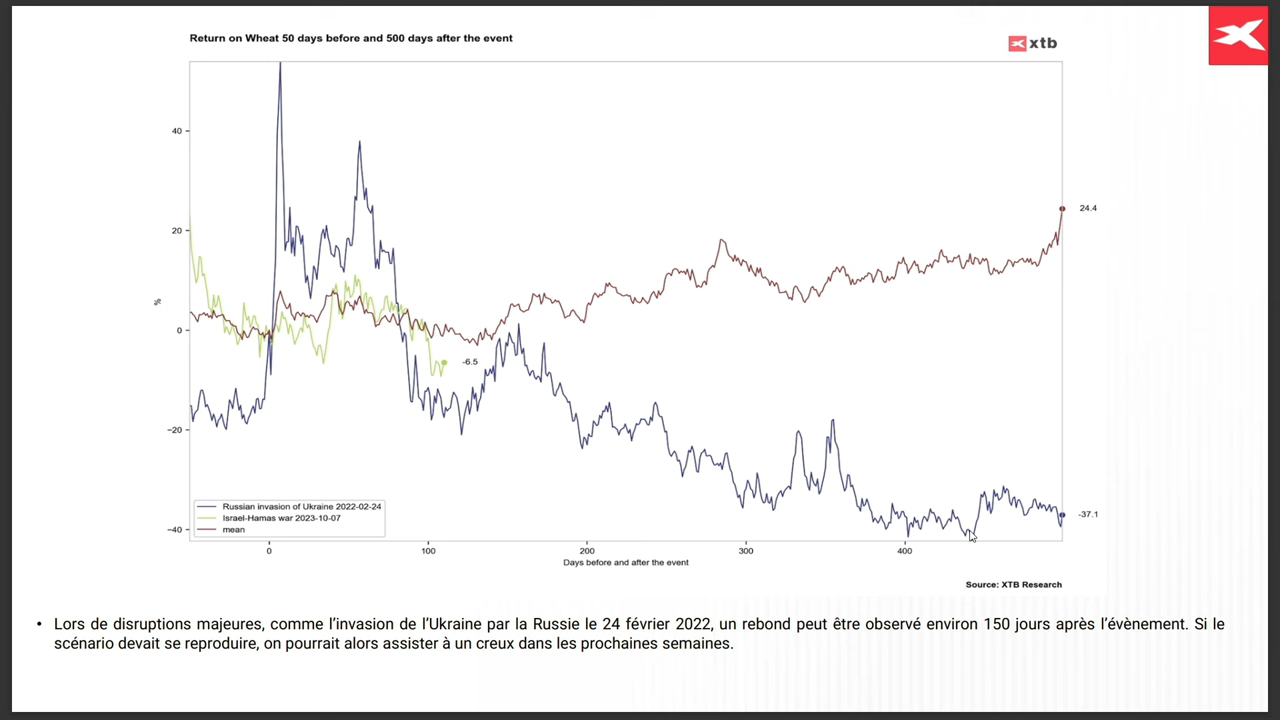 Return on Wheat 50 days before and 500 days after the event
xtb
40
20
0
−20
−40
%
24.4
-6.5
-37.1
Russian invasion of Ukraine 2022-02-24
Israel-Hamas war 2023-10-07
mean
0 100 200 300 400
Days before and after the event
Source: XTB Research
• Lors de disruptions majeures, comme l’invasion de l’Ukraine par la Russie le 24 février 2022, un rebond peut être observé environ 150 jours après l’évènement. Si le
scénario devait se reproduire, on pourrait alors assister à un creux dans les prochaines semaines.